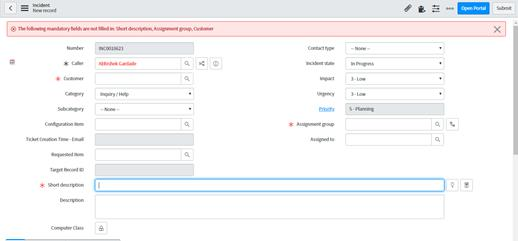 Incident
New record
Open Portal
Submit
The following mandatory fields are not filled in: Short description, Assignment group, Customer
Number INC0010623
Contact type -- None --
Caller Abhishek Gardade
Incident state In Progress
Customer
Impact 3 - Low
Category Inquiry / Help
Urgency 3 - Low
Subcategory -- None --
Priority 5 - Planning
Configuration item
Assignment group
Ticket Creation Time - Email
Assigned to
Requested item
Target Record ID
Short description
Description
Computer Class